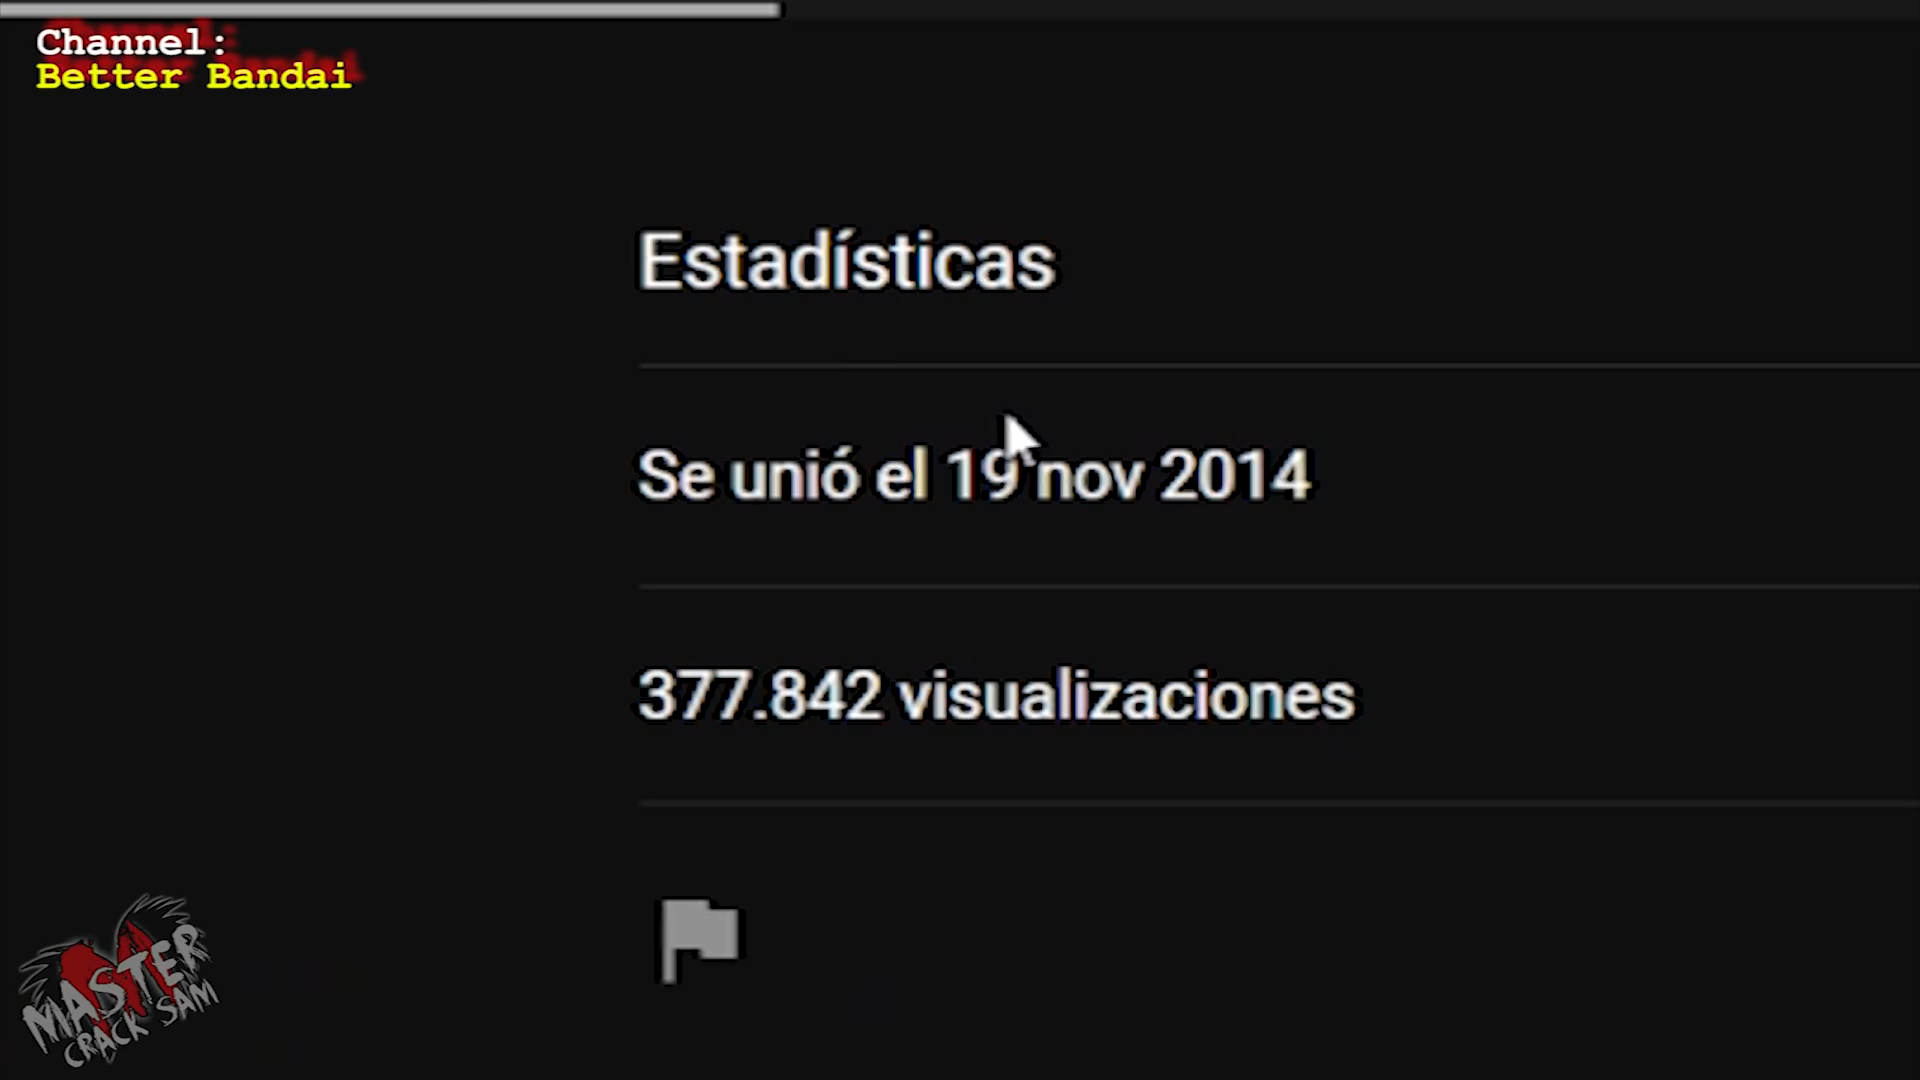 Channel:
Better Bandai
Estadísticas
Se unió el 19 nov 2014
377.842 visualizaciones
MASTER
CRACK SAM